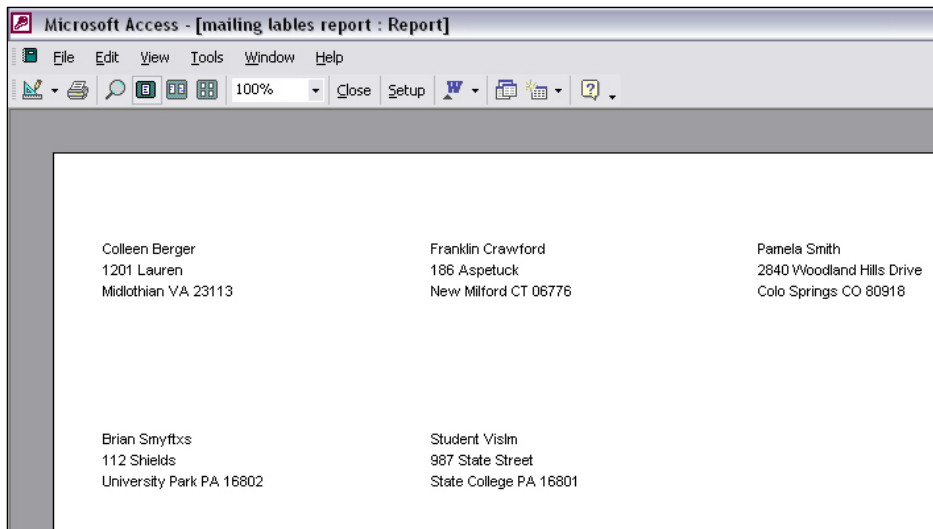 Microsoft Access - [mailing lables report : Report]
File Edit View Tools Window Help
100% Close Setup W
Colleen Berger
1201 Lauren
Midlothian VA 23113
Franklin Crawford
186 Aspetuck
New Milford CT 06776
Pamela Smith
2840 Woodland Hills Drive
Colo Springs CO 80918
Brian Smyftxs
112 Shields
University Park PA 16802
Student Vislm
987 State Street
State College PA 16801